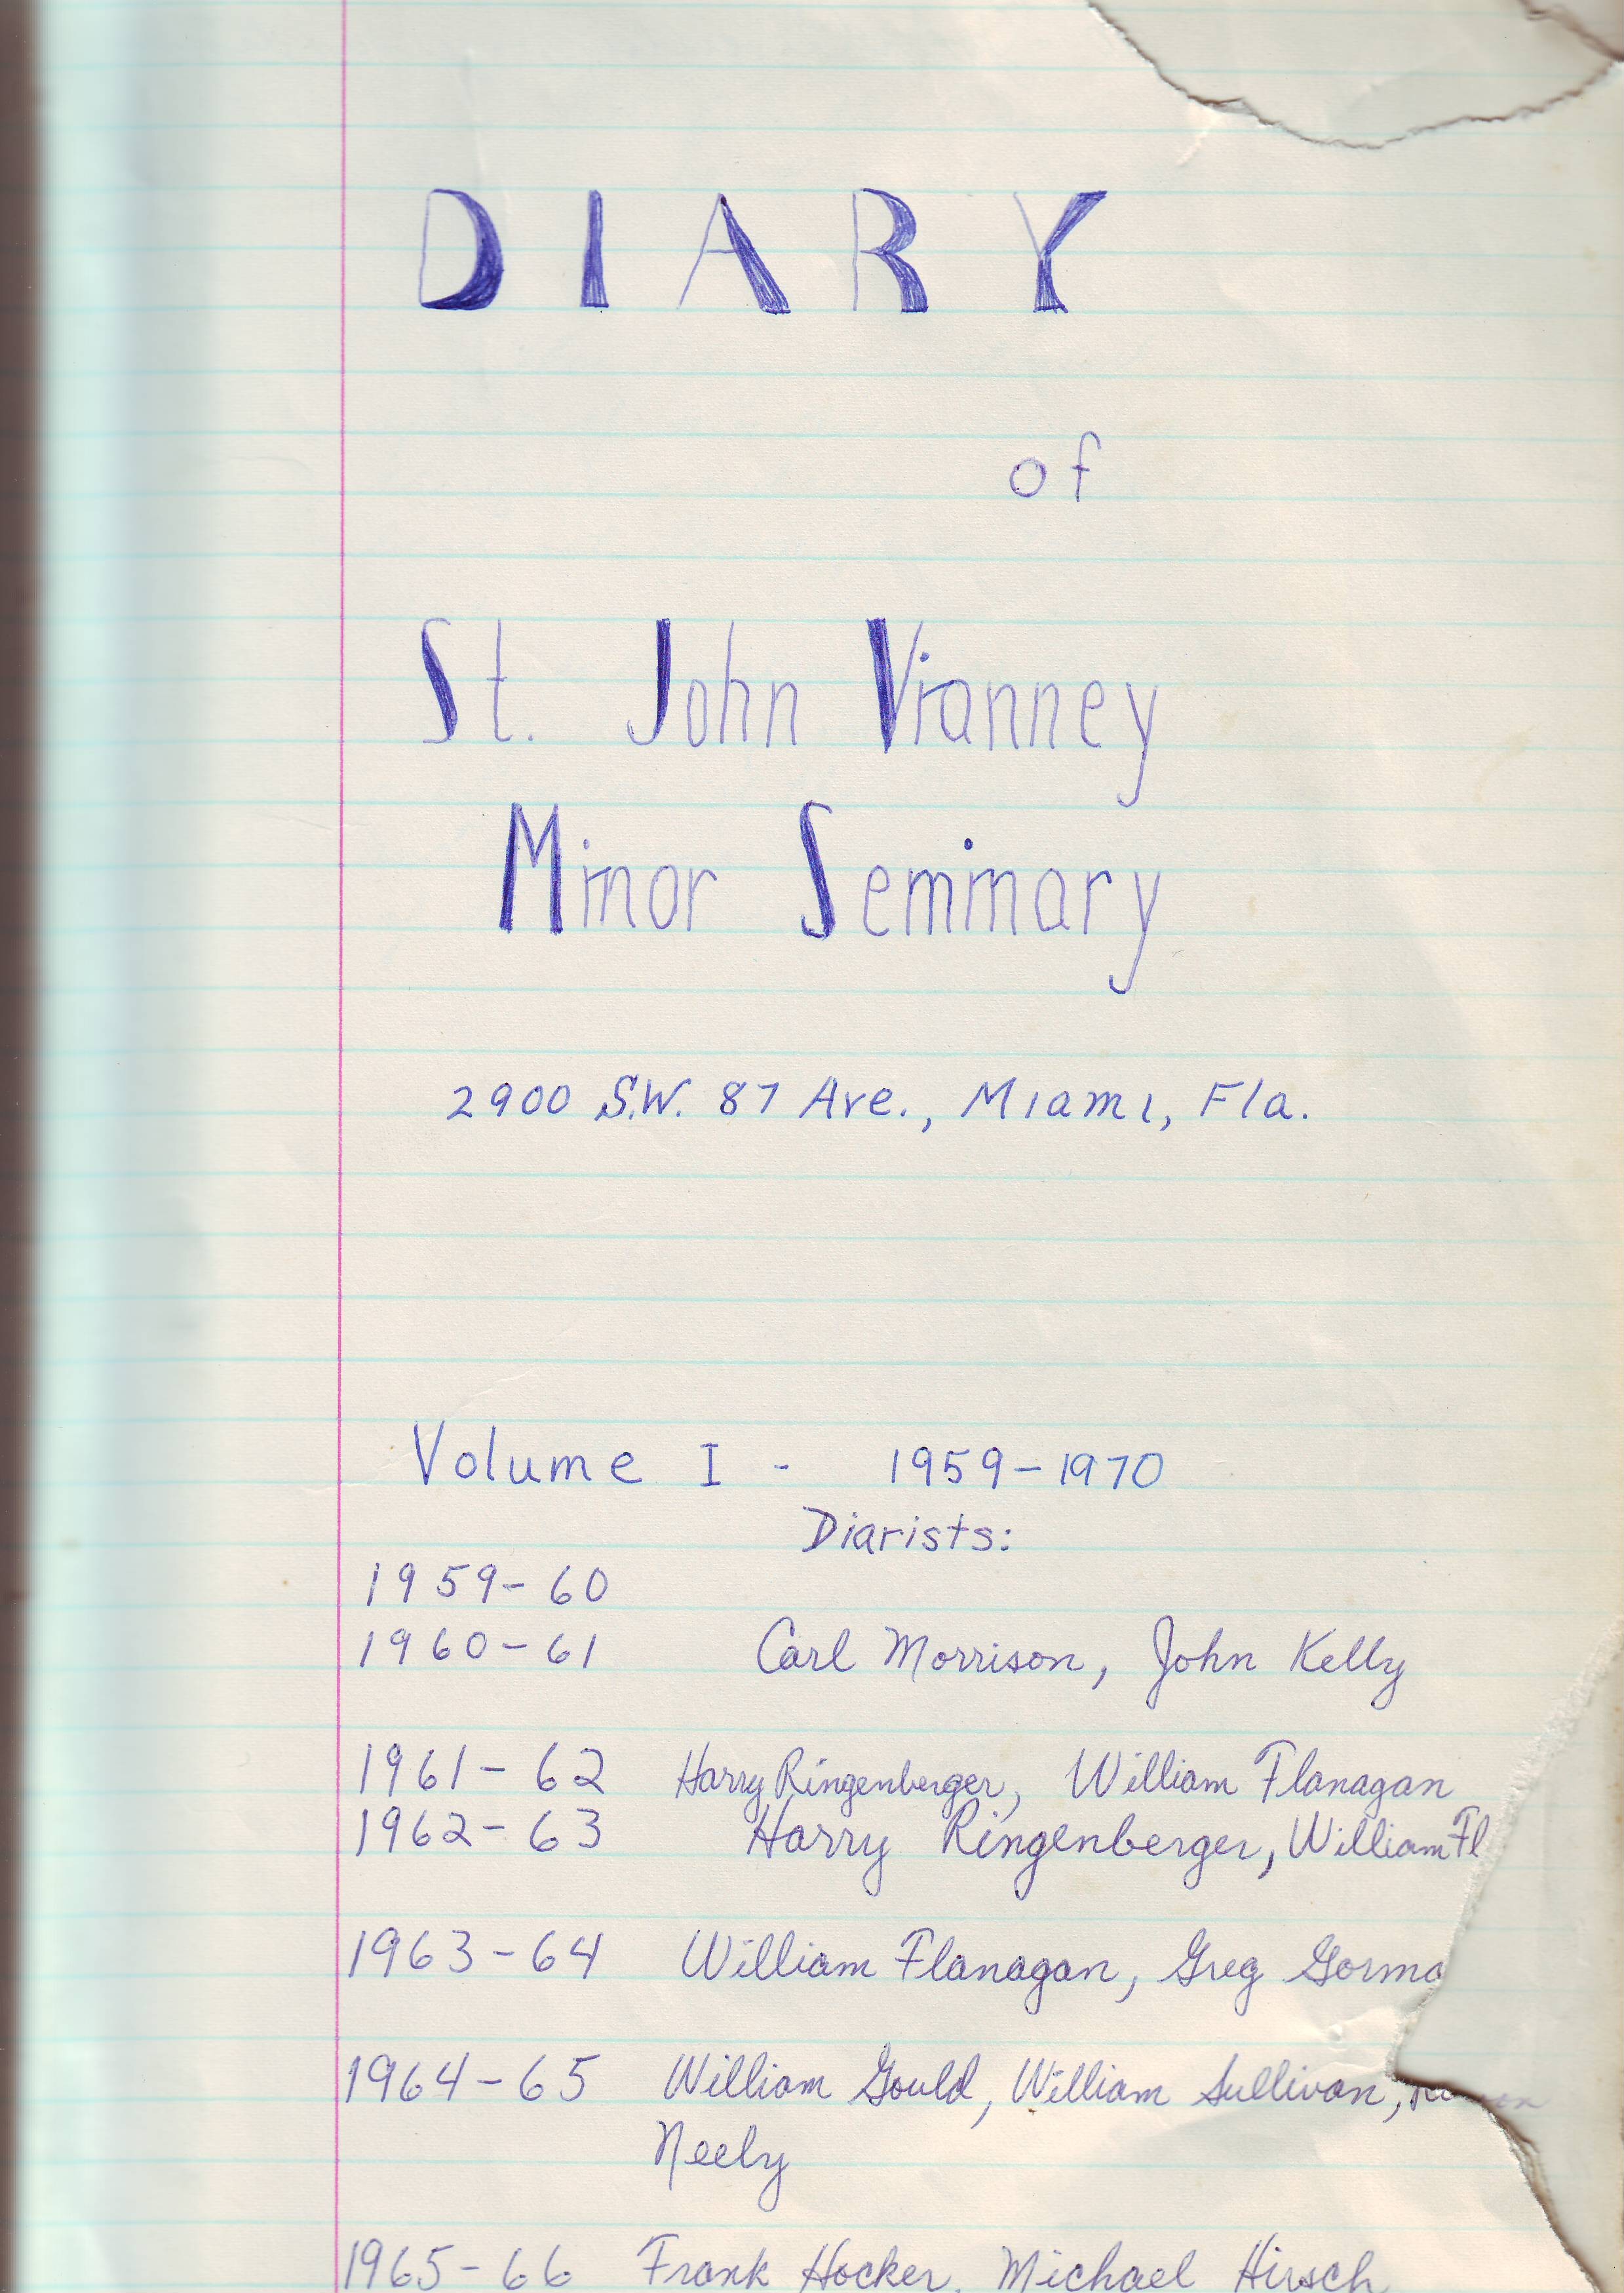 DIARY
of
St. John Vianney
Minor Seminary
2900 S.W. 87 Ave., Miami, Fla.
Volume I - 1959-1970
Diarists:
1959-60
1960-61 Carl Morrison, John Kelly
1961-62 Harry Ringenberger, William Flanagan
1962-63 Harry Ringenberger, William Fl
1963-64 William Flanagan, Greg Gorma
1964-65 William Gould, William Sullivan,
Neely
1965-66 Frank Hocker, Michael Hirsch